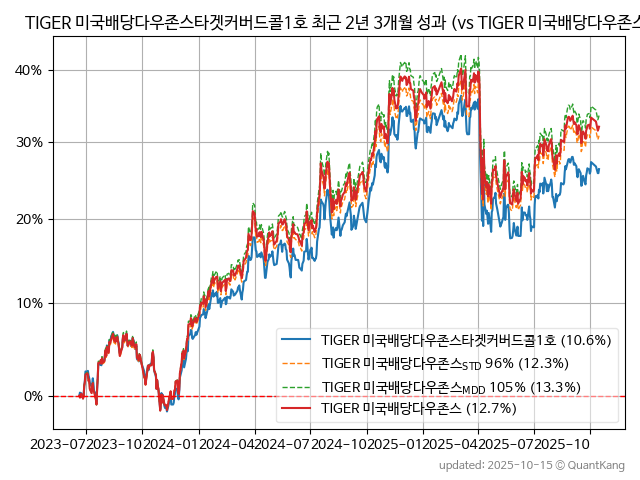 TIGER 미국배당다우존스타겟커버드콜1호 최근 2년 3개월 성과 (vs TIGER 미국배당다우존스
40%
30%
20%
10%
0%
TIGER 미국배당다우존스타겟커버드콜1호 (10.6%)
TIGER 미국배당다우존스STD 96% (12.3%)
TIGER 미국배당다우존스MDD 105% (13.3%)
TIGER 미국배당다우존스 (12.7%)
2023-07 2023-10 2024-01 2024-04 2024-07 2024-10 2025-01 2025-04 2025-07 2025-10
updated: 2025-10-15 © QuantKang